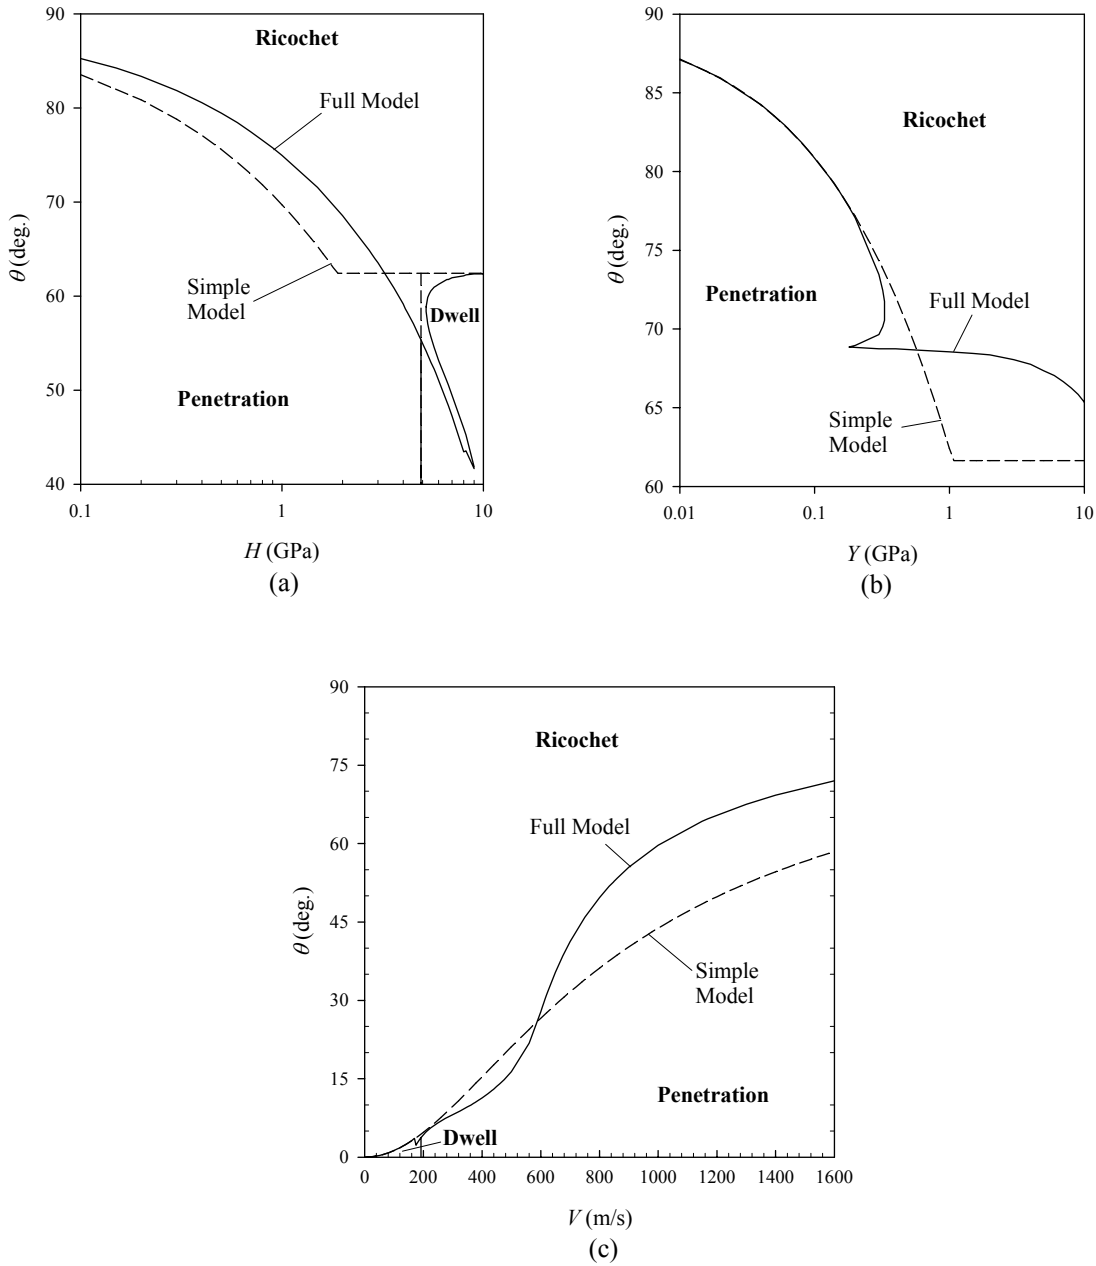 90
Ricochet
Full Model
80
70
θ (deg.)
Simple
Model
60
Dwell
Penetration
50
40
0.1
1
10
H (GPa)
(a)
90
85
Ricochet
80
θ (deg.)
75
Penetration
Full Model
70
65
Simple
Model
60
0.01
0.1
1
10
Y (GPa)
(b)
90
Ricochet
75
Full Model
60
θ (deg.)
45
Simple
Model
30
15
Penetration
Dwell
0
0
200
400
600
800
1000
1200
1400
1600
V (m/s)
(c)